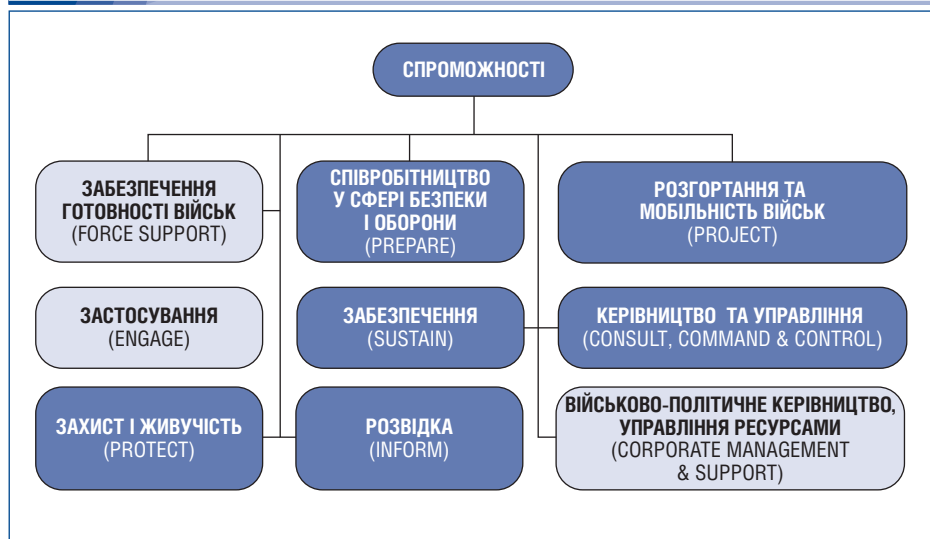 СПРОМОЖНОСТІ
ЗАБЕЗПЕЧЕННЯ
ГОТОВНОСТІ ВІЙСЬК
(FORCE SUPPORT)
СПІВРОБІТНИЦТВО
У СФЕРІ БЕЗПЕКИ
І ОБОРОНИ
(PREPARE)
РОЗГОРТАННЯ ТА
МОБІЛЬНІСТЬ ВІЙСЬК
(PROJECT)
ЗАСТОСУВАННЯ
(ENGAGE)
ЗАБЕЗПЕЧЕННЯ
(SUSTAIN)
КЕРІВНИЦТВО ТА УПРАВЛІННЯ
(CONSULT, COMMAND & CONTROL)
ЗАХИСТ І ЖИВУЧІСТЬ
(PROTECT)
РОЗВІДКА
(INFORM)
ВІЙСЬКОВО-ПОЛІТИЧНЕ КЕРІВНИЦТВО,
УПРАВЛІННЯ РЕСУРСАМИ
(CORPORATE MANAGEMENT
& SUPPORT)